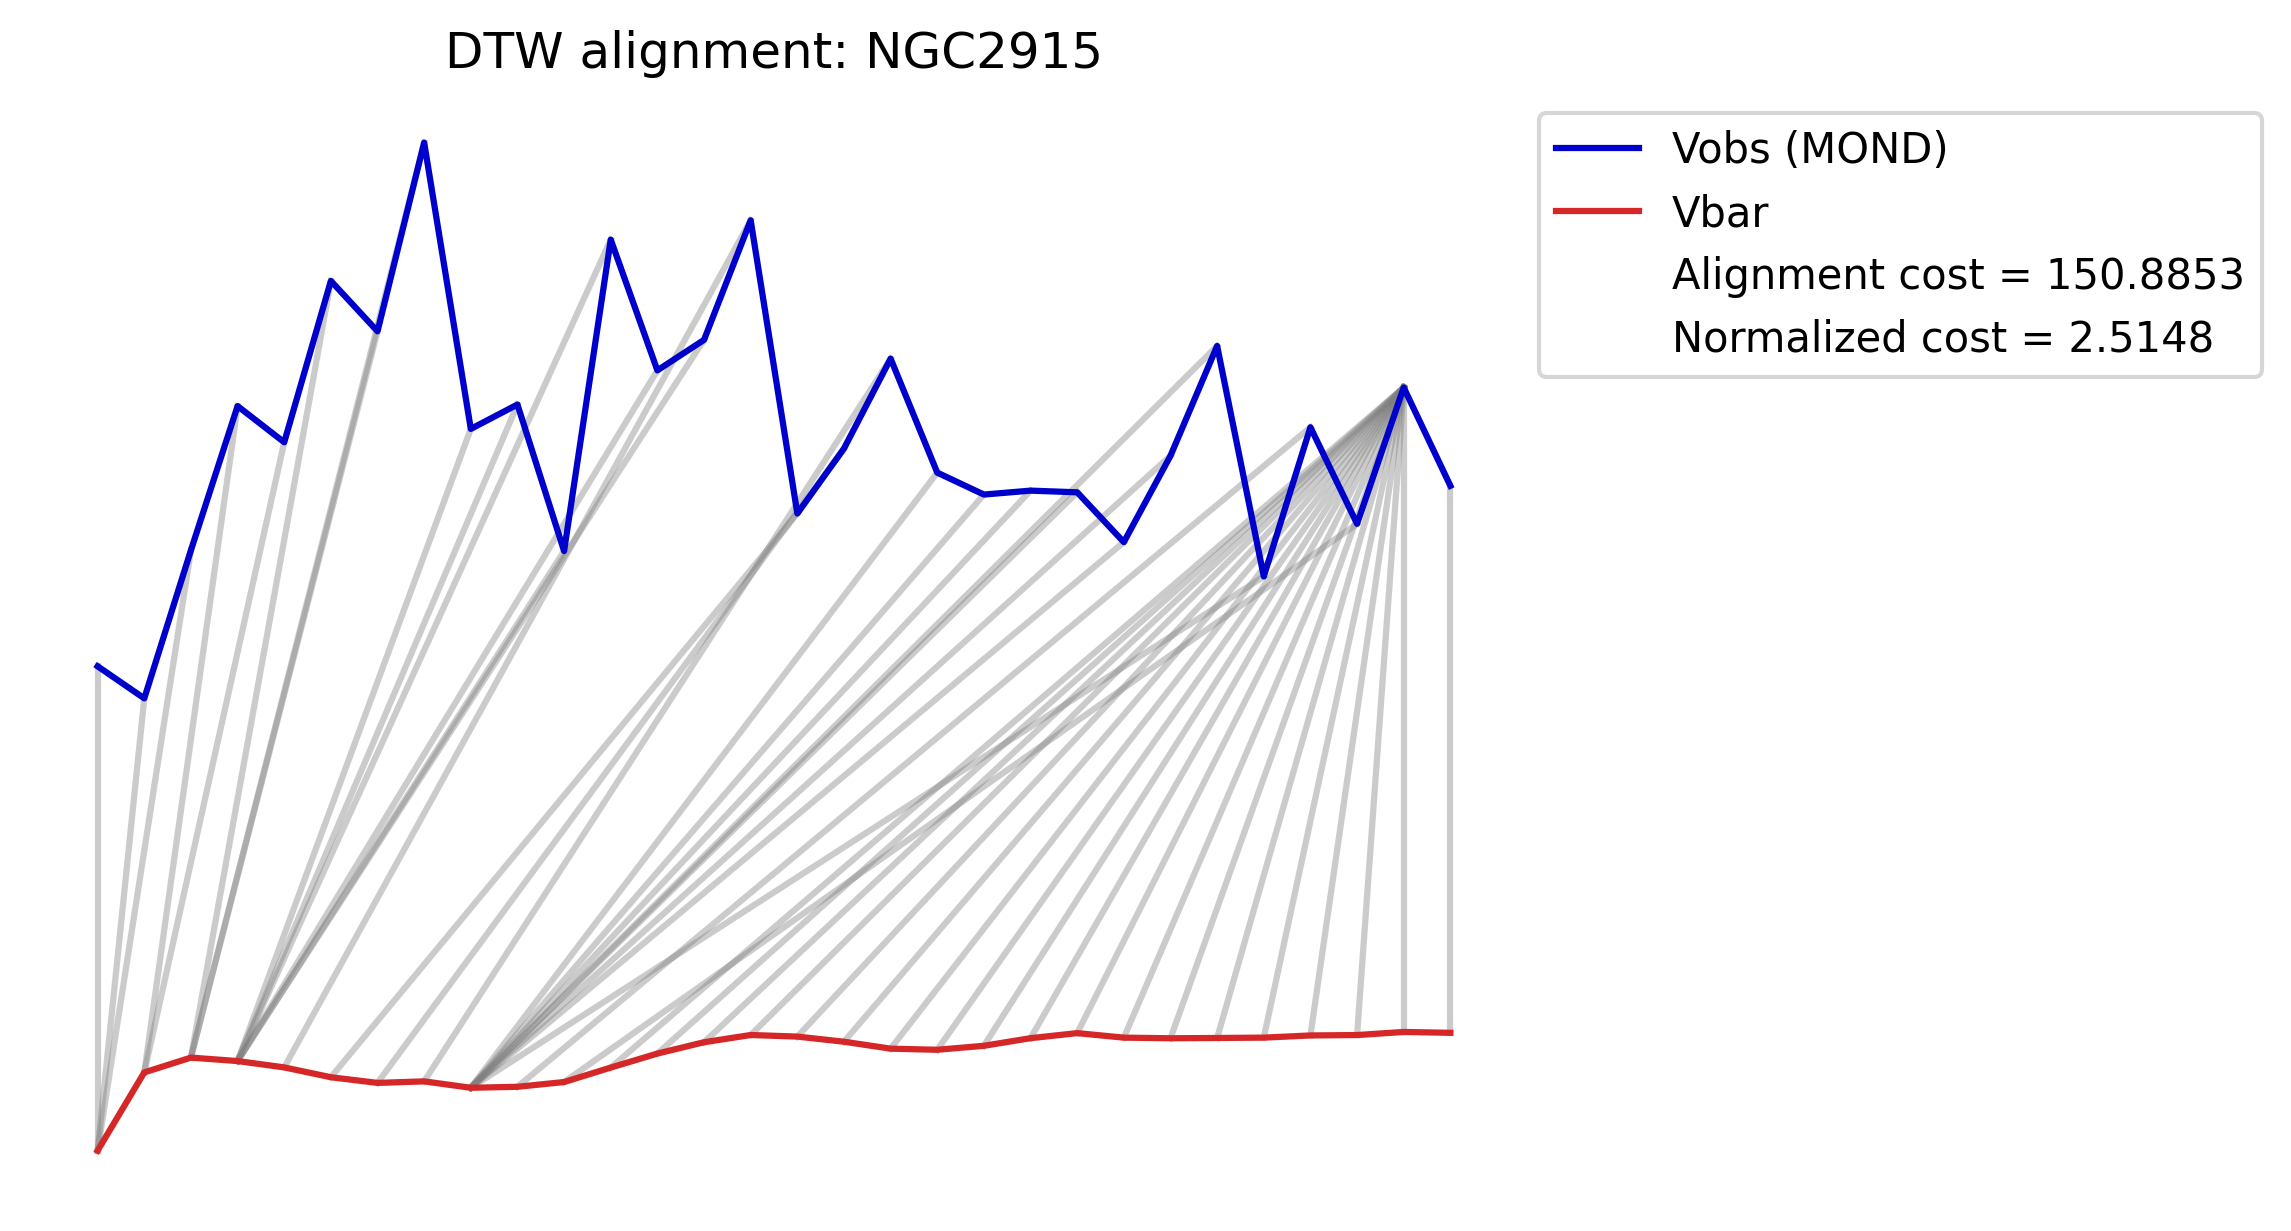 DTW alignment: NGC2915
Vobs (MOND)
Vbar
Alignment cost = 150.8853
Normalized cost = 2.5148